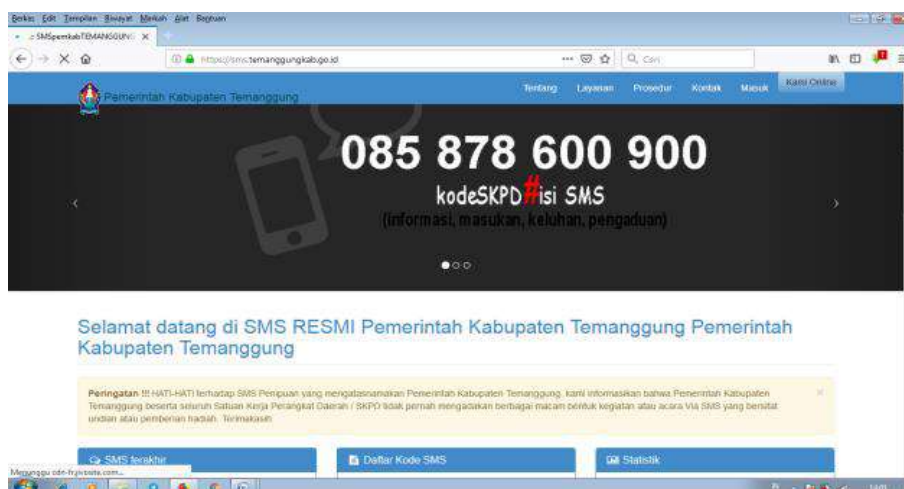 Berkas Edit Tampilan Riwayat Markah Alat Bantuan
SMSpemkabTEMANGGUNG
https://sms.temanggungkab.go.id
Cari
Pemerintah Kabupaten Temanggung
Tentang Layanan Prosedur Kontak Masuk Kami Online
085 878 600 900
kodeSKPD#isi SMS
(informasi, masukan, keluhan, pengaduan)
Selamat datang di SMS RESMI Pemerintah Kabupaten Temanggung Pemerintah
Kabupaten Temanggung
Peringatan !!! HATI-HATI terhadap SMS Penipuan yang mengatasnamakan Pemerintah Kabupaten Temanggung, kami informasikan bahwa Pemerintah Kabupaten
Temanggung beserta seluruh Satuan Kerja Perangkat Daerah / SKPD tidak pernah mengadakan berbagai macam bentuk kegiatan atau acara Via SMS yang bersifat
undian atau pemberian hadiah. Terimakasih
SMS terakhir
Daftar Kode SMS
Statistik
Menunggu